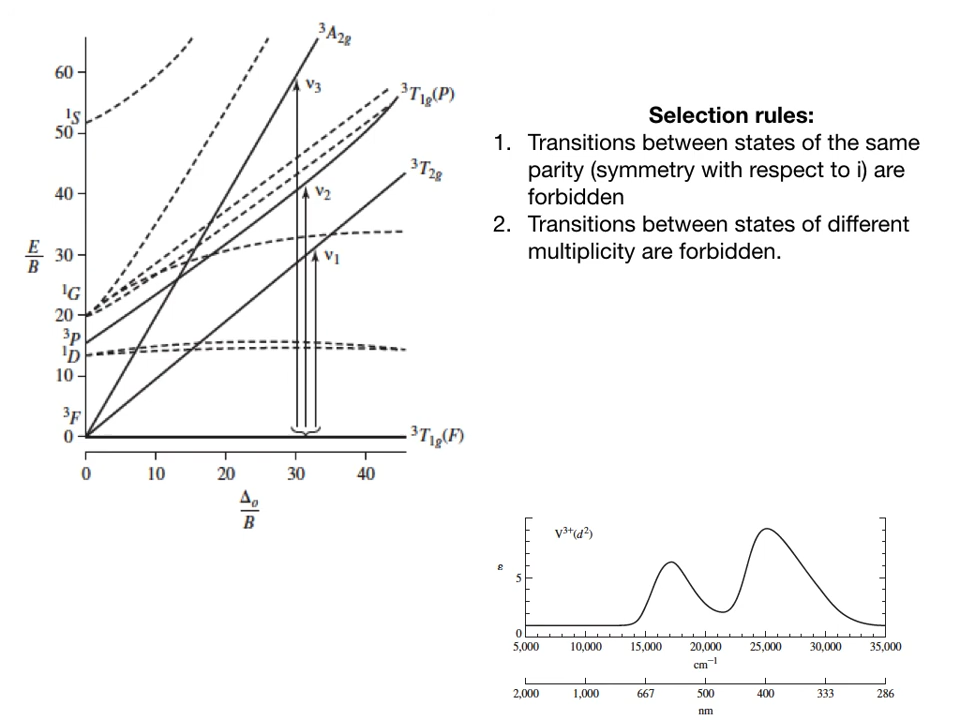 ³A₂g
60
ν₃
³T₁g(P)
¹S
50
³T₂g
40
ν₂
E/B
30
ν₁
¹G
20
³P
¹D
10
³F
0
³T₁g(F)
0 10 20 30 40
Δₒ/B
Selection rules:
1. Transitions between states of the same
parity (symmetry with respect to i) are
forbidden
2. Transitions between states of different
multiplicity are forbidden.
V³⁺(d²)
ε
5
0
5,000 10,000 15,000 20,000 25,000 30,000 35,000
cm⁻¹
2,000 1,000 667 500 400 333 286
nm